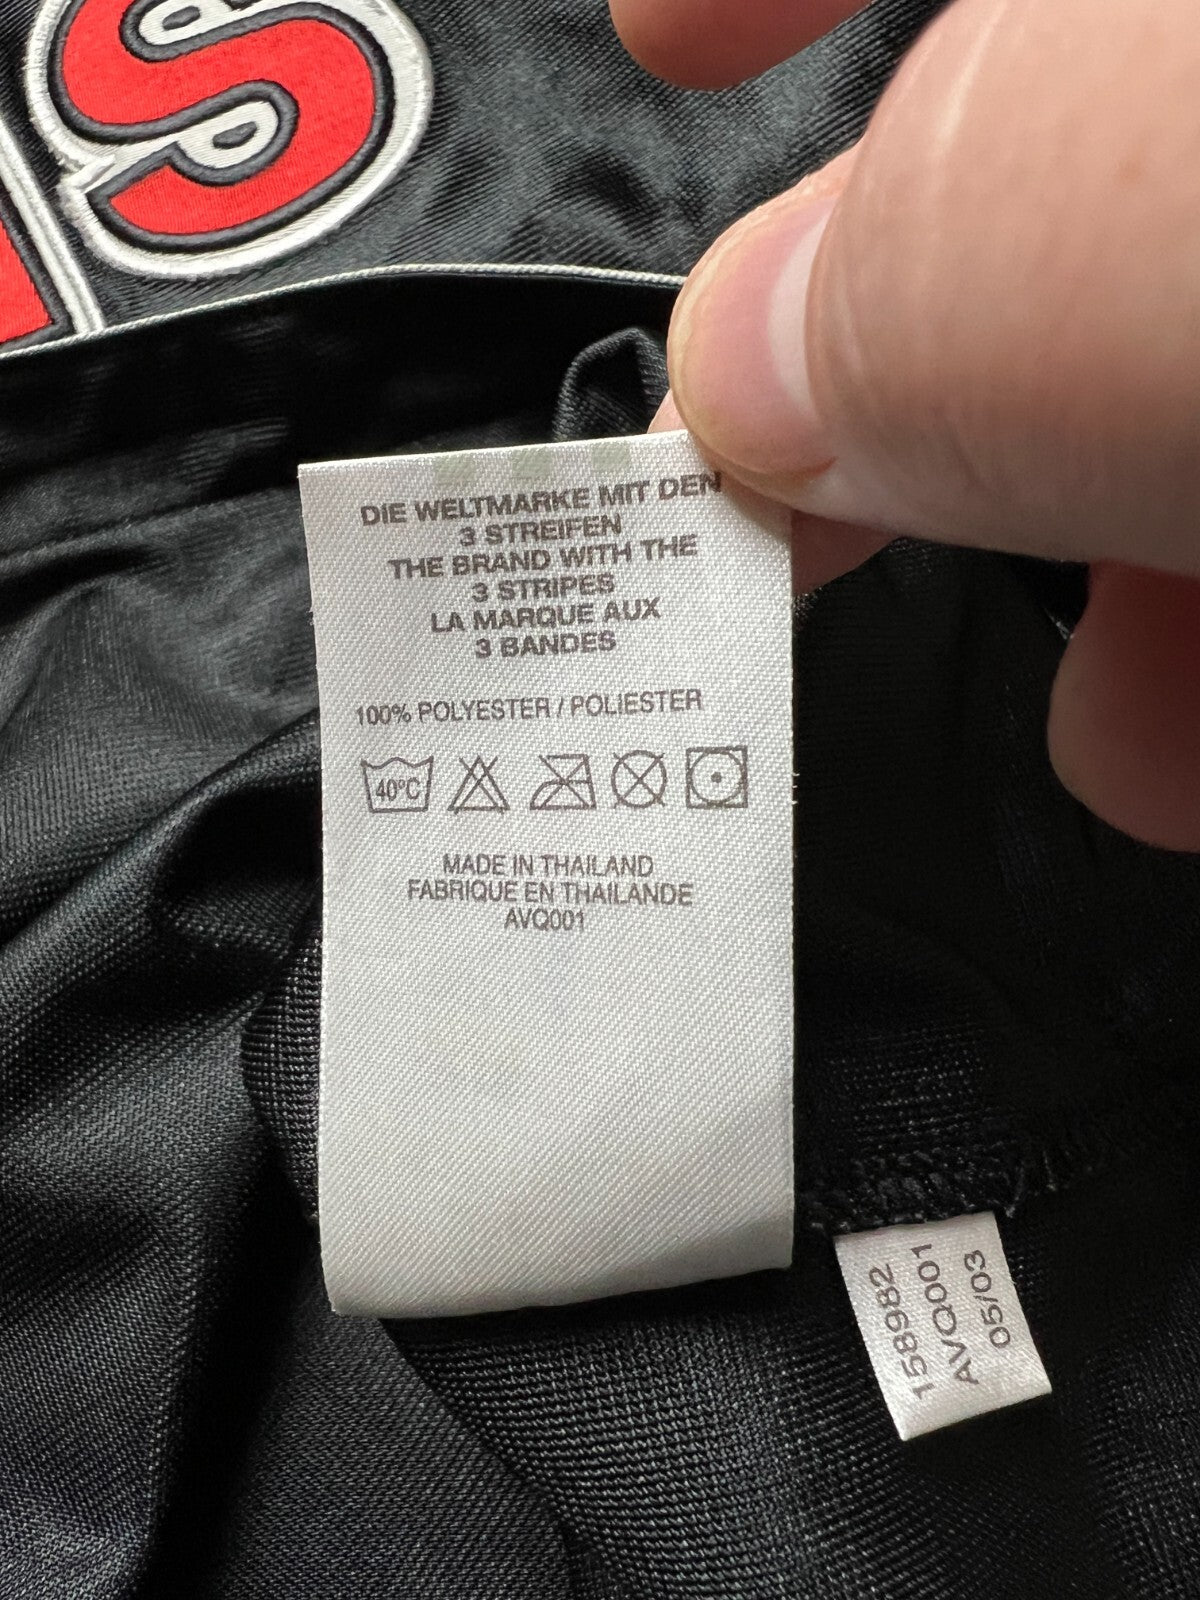 S
DIE WELTMARKE MIT DEN
3 STREIFEN
THE BRAND WITH THE
3 STRIPES
LA MARQUE AUX
3 BANDES
100% POLYESTER / POLIESTER
40°C
MADE IN THAILAND
FABRIQUE EN THAILANDE
AVQ001
158982
AVQ001
05/03